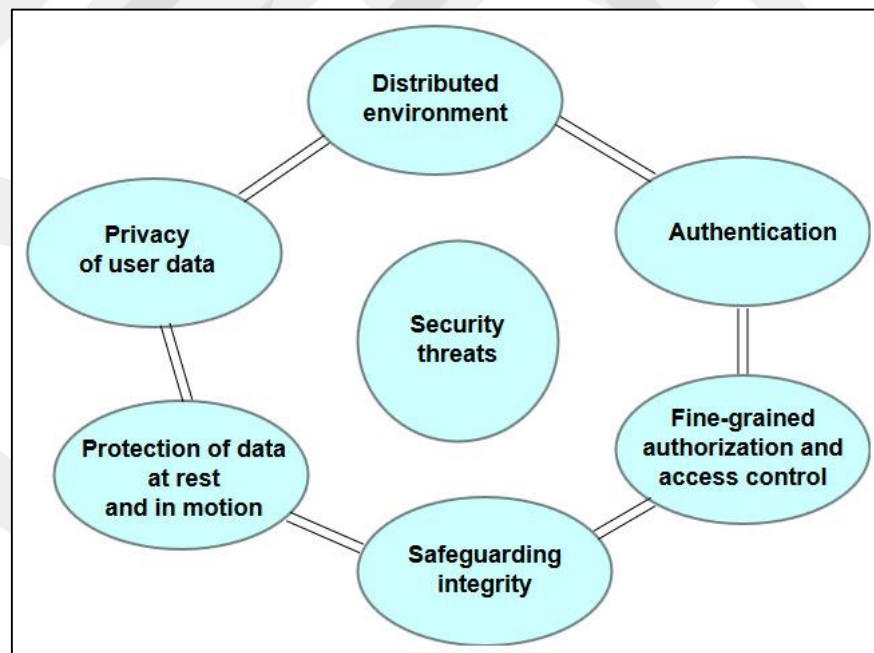 Distributed
environment
Authentication
Privacy
of user data
Security
threats
Fine-grained
authorization and
access control
Protection of data
at rest
and in motion
Safeguarding
integrity